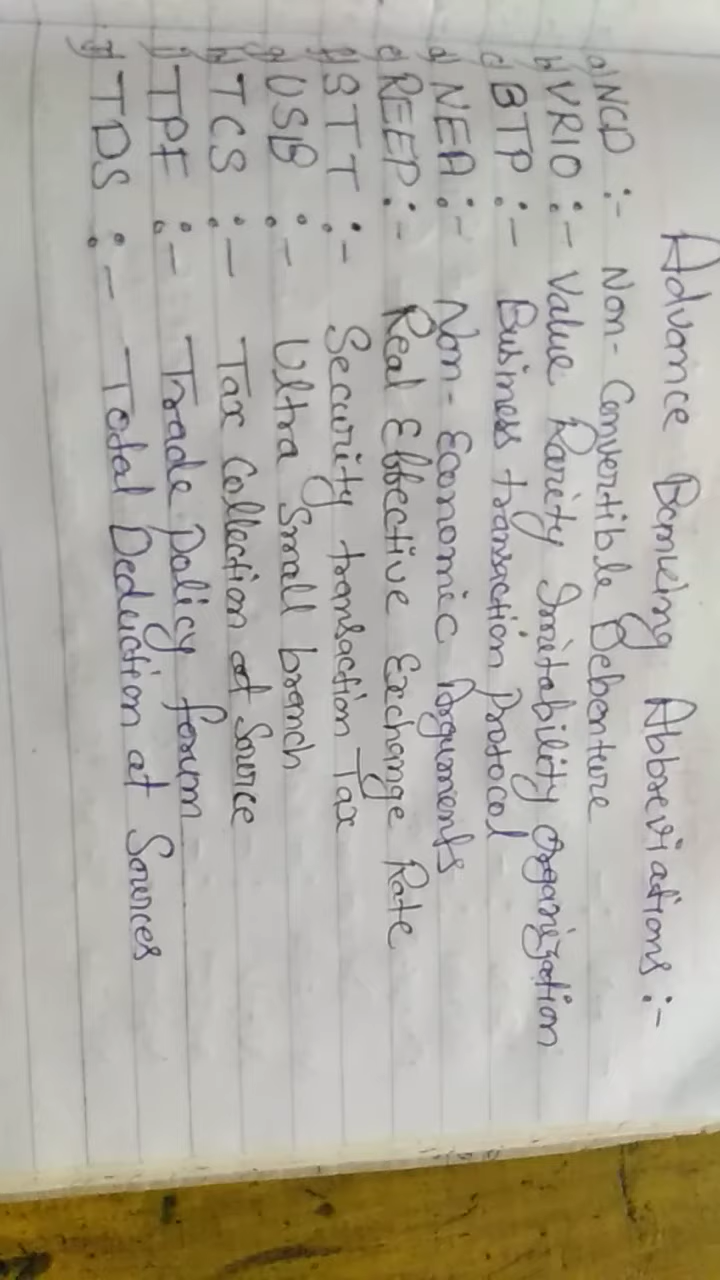 Advance Banking Abbreviations :-
a) NCD :- Non-Convertible Debenture
b) VRIO :- Value Rarity Imitability Organization
c) BTP :- Business transaction Protocol
d) NEA :- Non-Economic Arguments
e) REEP :- Real Effective Exchange Rate
f) STT :- Security transaction Tax
g) USB :- Ultra Small branch
h) TCS :- Tax Collection at Source
i) TPF :- Trade Policy forum
j) TDS :- Total Deduction at Sources